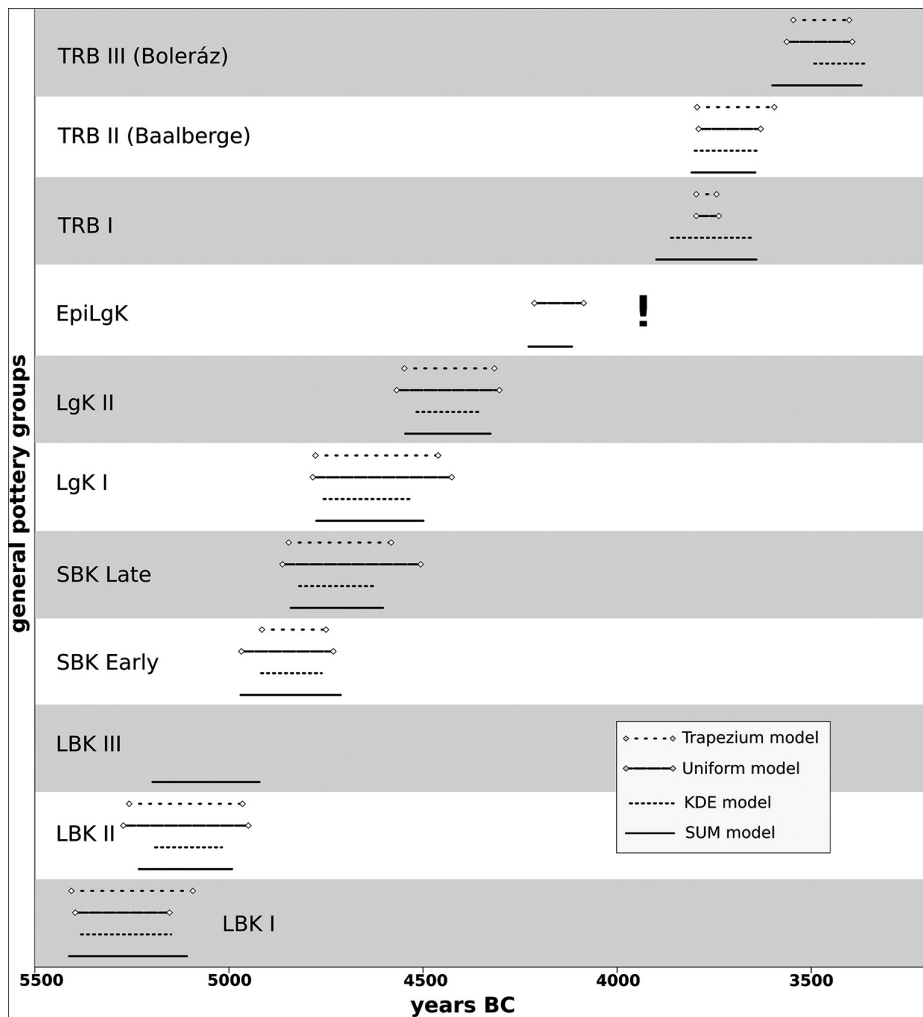 TRB III (Boleráz)
TRB II (Baalberge)
TRB I
EpiLgK
!
LgK II
LgK I
SBK Late
SBK Early
LBK III
LBK II
LBK I
general pottery groups
Trapezium model
Uniform model
KDE model
SUM model
5500 5000 4500 4000 3500
years BC